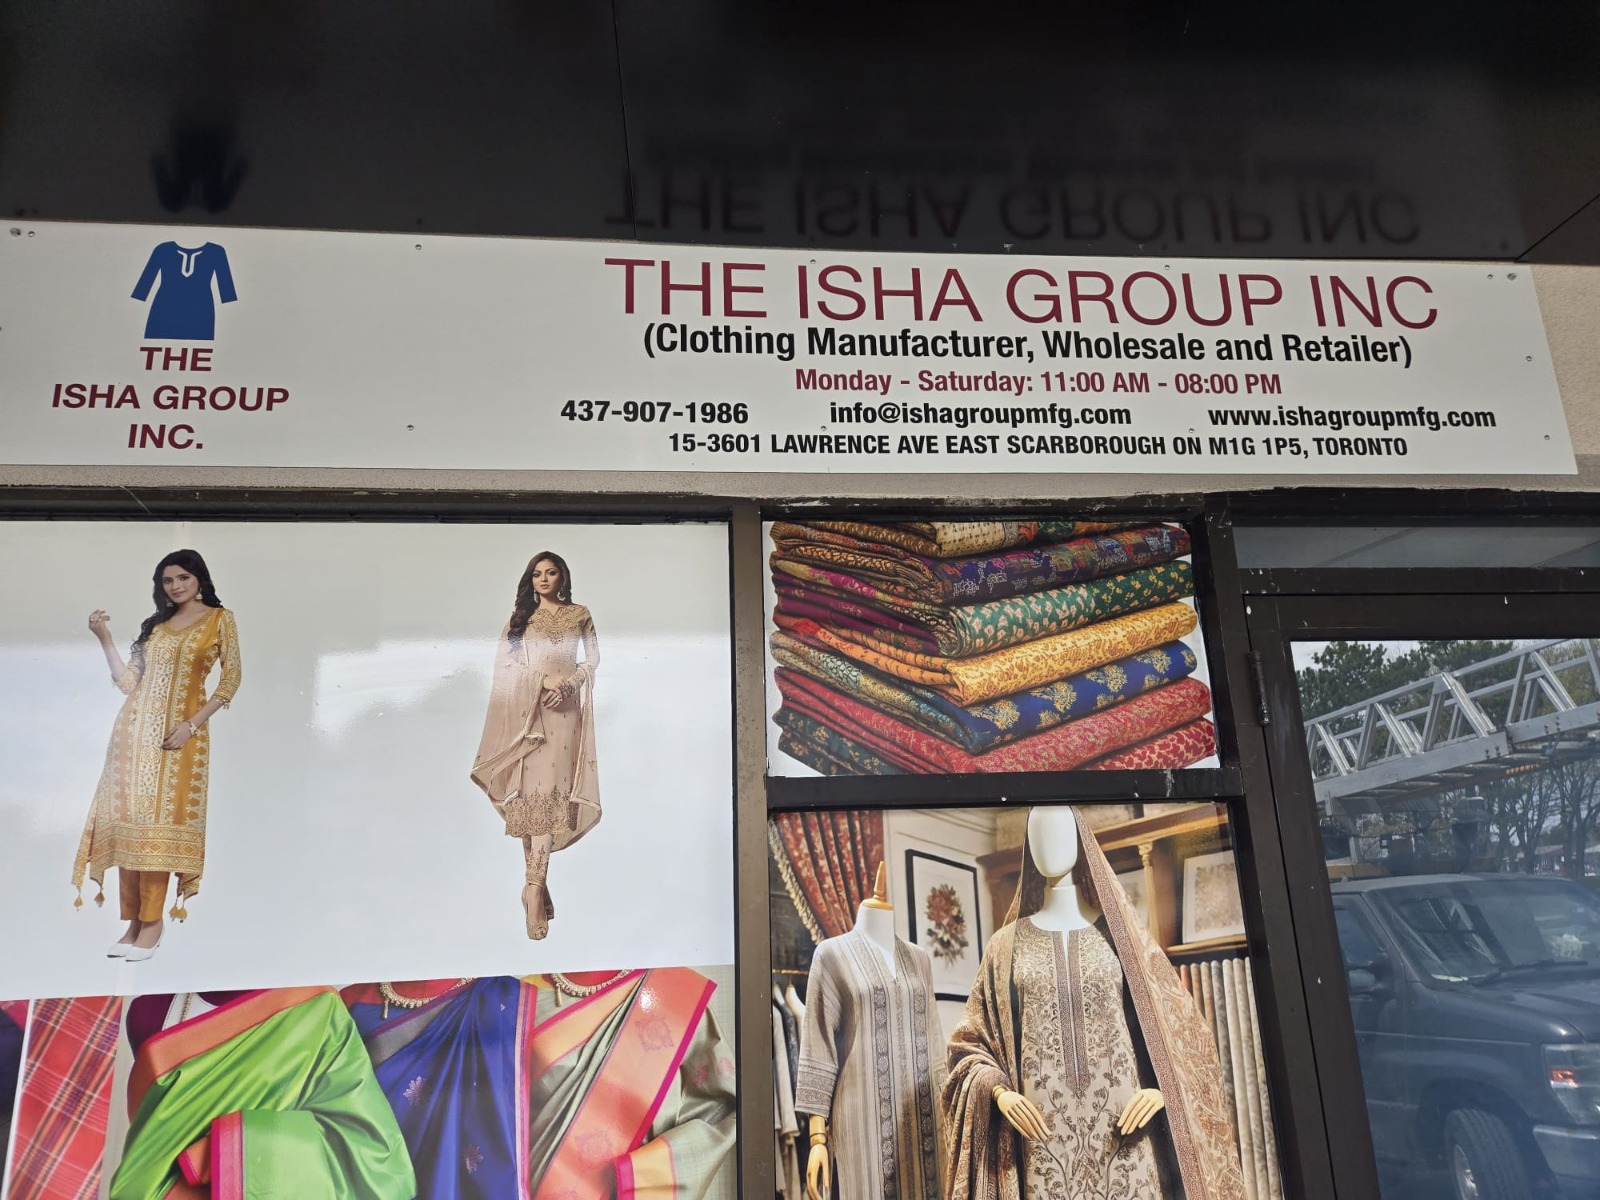 THE
ISHA GROUP
INC.
THE ISHA GROUP INC
(Clothing Manufacturer, Wholesale and Retailer)
Monday - Saturday: 11:00 AM - 08:00 PM
437-907-1986 info@ishagroupmfg.com www.ishagroupmfg.com
15-3601 LAWRENCE AVE EAST SCARBOROUGH ON M1G 1P5, TORONTO